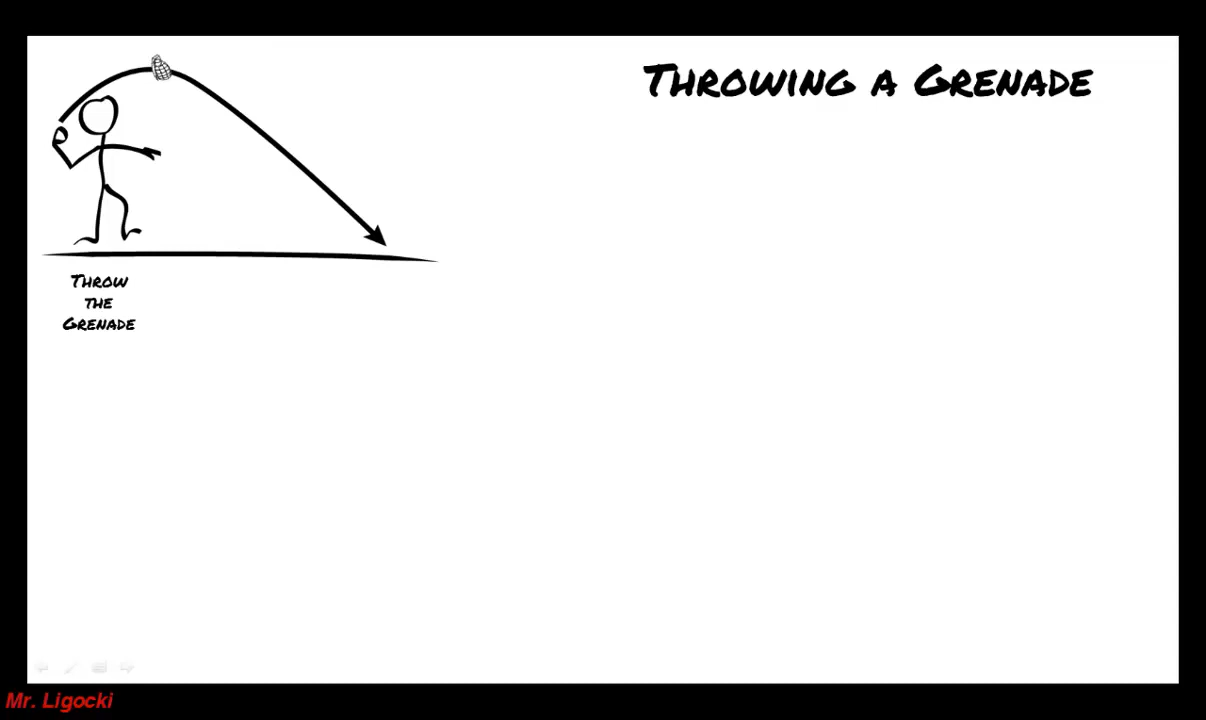 Throwing a Grenade
Throw
the
Grenade
Mr. Ligocki